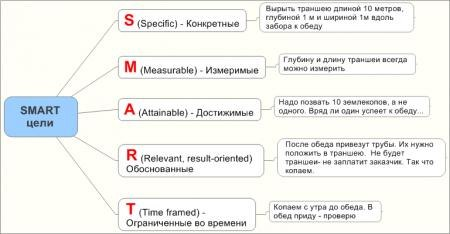 SMART
цели
S (Specific) - Конкретные
Вырыть траншею длиной 10 метров,
глубиной 1 м и шириной 1м вдоль
забора к обеду
M (Measurable) - Измеримые
Глубину и длину траншеи всегда
можно измерить
A (Attainable) - Достижимые
Надо позвать 10 землекопов, а не
одного. Вряд ли один успеет к обеду...
R (Relevant, result-oriented)
Обоснованные
После обеда привезут трубы. Их нужно
положить в траншею. Не будет
траншеи- не заплатит заказчик. Так что
копаем.
T (Time framed) -
Ограниченные во времени
Копаем с утра до обеда. В
обед приду - проверю